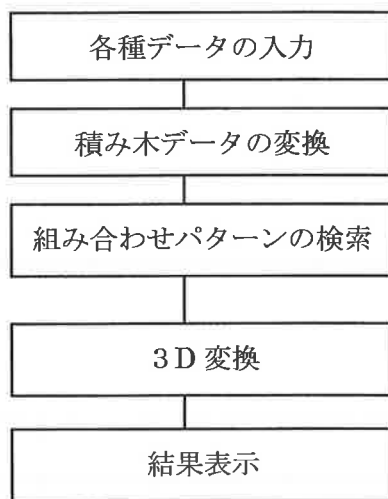 各種データの入力
積み木データの変換
組み合わせパターンの検索
3D変換
結果表示